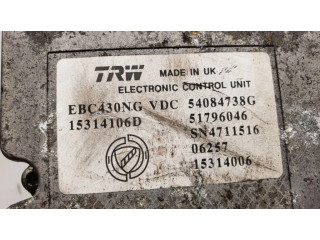 TRW MADE IN UK
ELECTRONIC CONTROL UNIT
EBC430NG VDC 54084738G
15314106D 51796046
SN4711516
06257
15314006